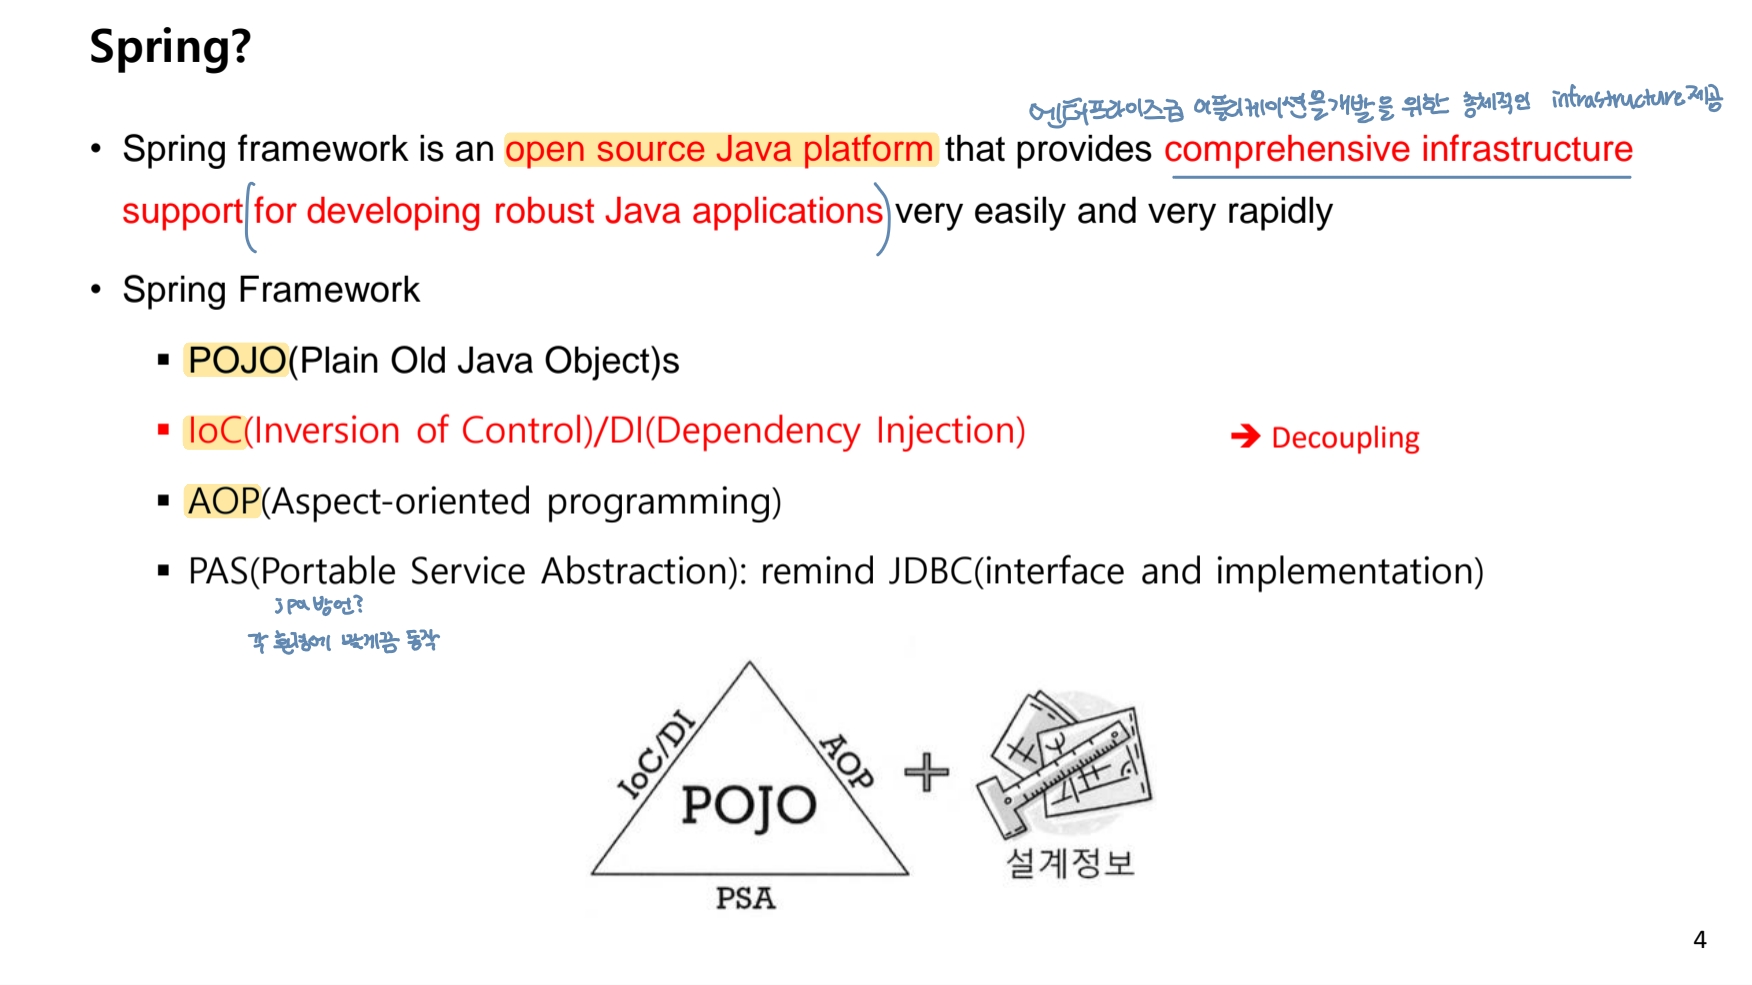 Spring?
엔터프라이즈급 어플리케이션을 개발을 위한 총체적인 infrastructure 제공
• Spring framework is an open source Java platform that provides comprehensive infrastructure
support for developing robust Java applications very easily and very rapidly
• Spring Framework
▪ POJO(Plain Old Java Object)s
▪ IoC(Inversion of Control)/DI(Dependency Injection) ➔ Decoupling
▪ AOP(Aspect-oriented programming)
▪ PAS(Portable Service Abstraction): remind JDBC(interface and implementation)
JPA 방언?
각 환경에 맞게끔 동작
IoC/DI
AOP
POJO
PSA
설계정보
4